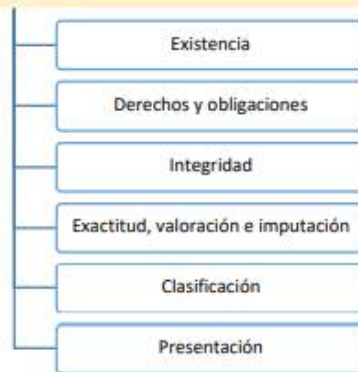 Existencia
Derechos y obligaciones
Integridad
Exactitud, valoración e imputación
Clasificación
Presentación